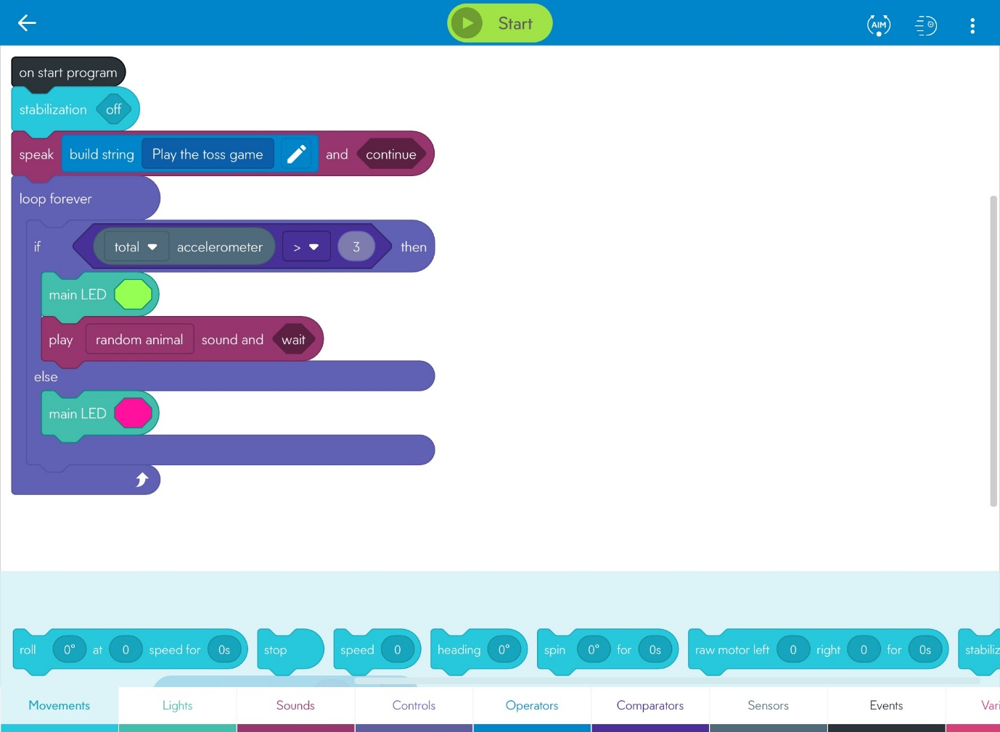 Start
AIM
on start program
stabilization off
speak build string Play the toss game and continue
loop forever
if total accelerometer > 3 then
main LED
play random animal sound and wait
else
main LED
roll 0° at 0 speed for 0s
stop
speed 0
heading 0°
spin 0° for 0s
raw motor left 0 right 0 for 0s
stabiliz
Movements Lights Sounds Controls Operators Comparators Sensors Events Vari